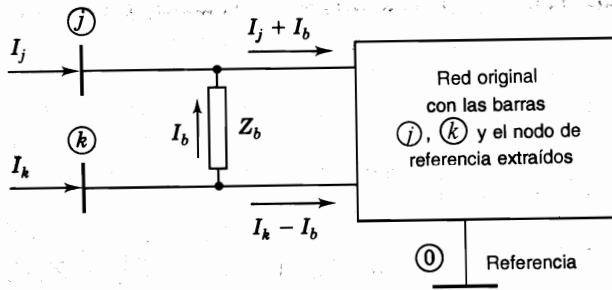 j
I_j
I_j + I_b
I_b
Z_b
k
I_k
I_k − I_b
Red original
con las barras
j, k y el nodo de
referencia extraídos
0
Referencia